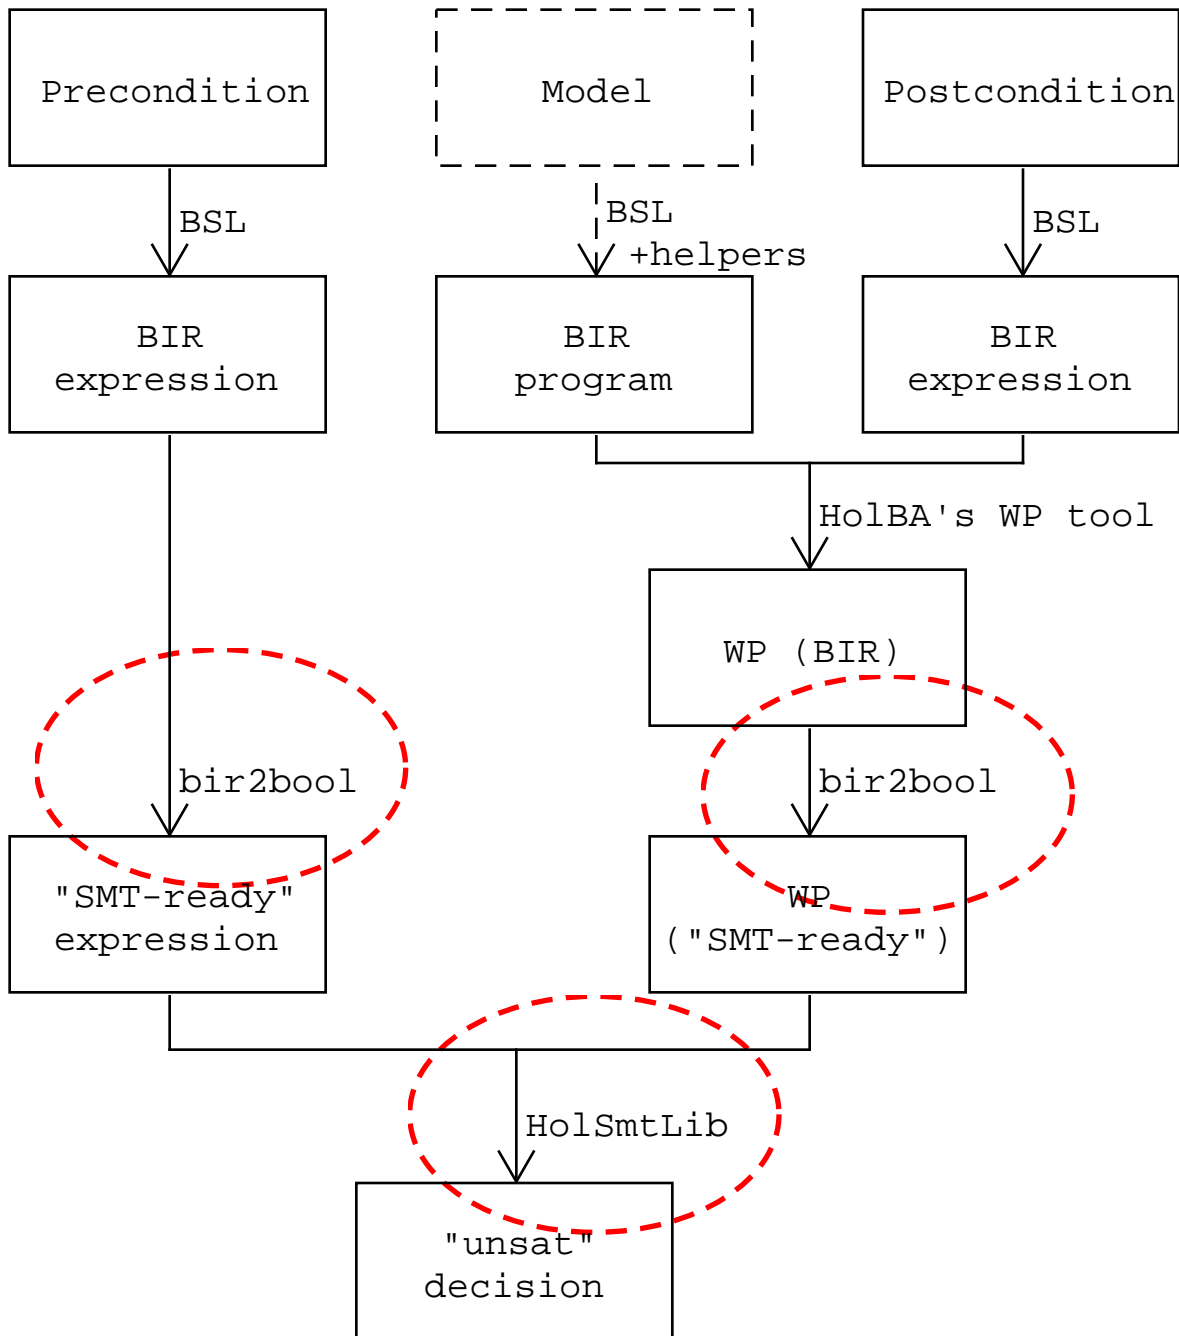 Precondition
Model
Postcondition
BSL
BSL
+helpers
BSL
BIR
expression
BIR
program
BIR
expression
HolBA's WP tool
WP (BIR)
bir2bool
bir2bool
"SMT-ready"
expression
WP
("SMT-ready")
HolSmtLib
"unsat"
decision